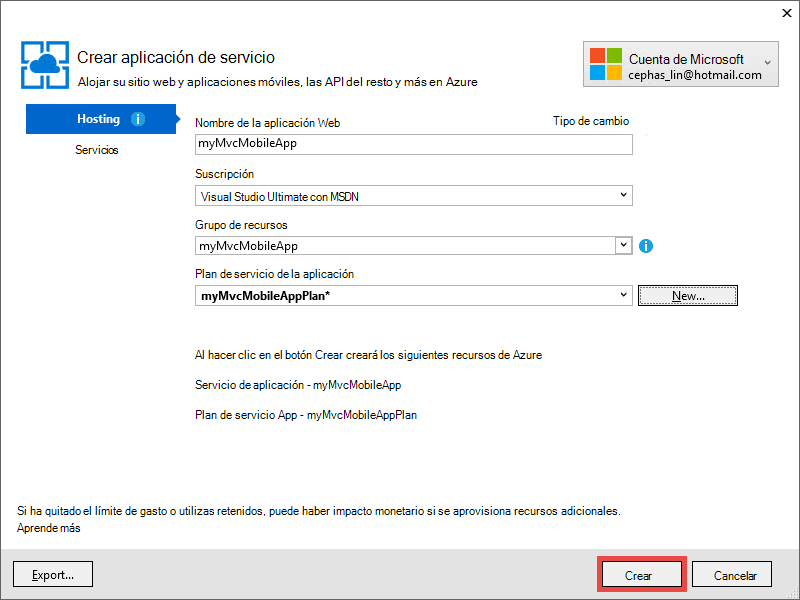 Crear aplicación de servicio
Alojar su sitio web y aplicaciones móviles, las API del resto y más en Azure
Cuenta de Microsoft
cephas_lin@hotmail.com
Hosting
Servicios
Nombre de la aplicación Web
Tipo de cambio
myMvcMobileApp
Suscripción
Visual Studio Ultimate con MSDN
Grupo de recursos
myMvcMobileApp
Plan de servicio de la aplicación
myMvcMobileAppPlan*
New...
Al hacer clic en el botón Crear creará los siguientes recursos de Azure
Servicio de aplicación - myMvcMobileApp
Plan de servicio App - myMvcMobileAppPlan
Si ha quitado el límite de gasto o utilizas retenidos, puede haber impacto monetario si se aprovisiona recursos adicionales.
Aprende más
Export...
Crear
Cancelar